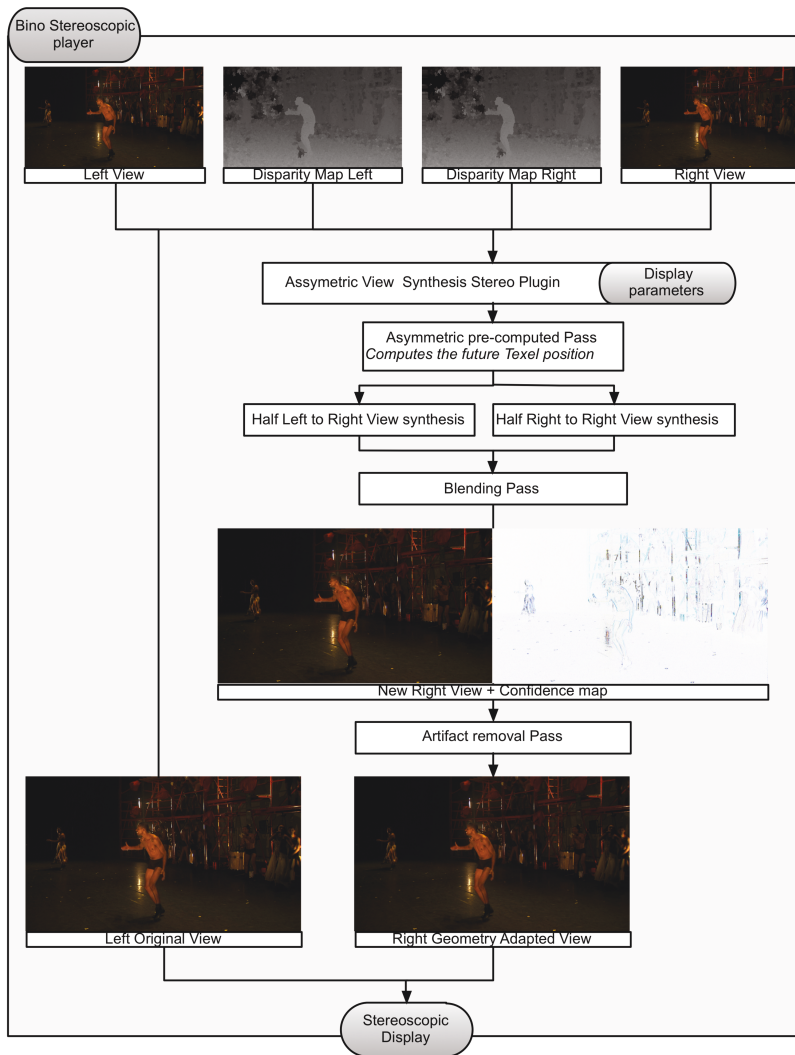 Bino Stereoscopic
player
Left View
Disparity Map Left
Disparity Map Right
Right View
Assymetric View Synthesis Stereo Plugin
Display
parameters
Asymmetric pre-computed Pass
Computes the future Texel position
Half Left to Right View synthesis
Half Right to Right View synthesis
Blending Pass
New Right View + Confidence map
Artifact removal Pass
Left Original View
Right Geometry Adapted View
Stereoscopic
Display